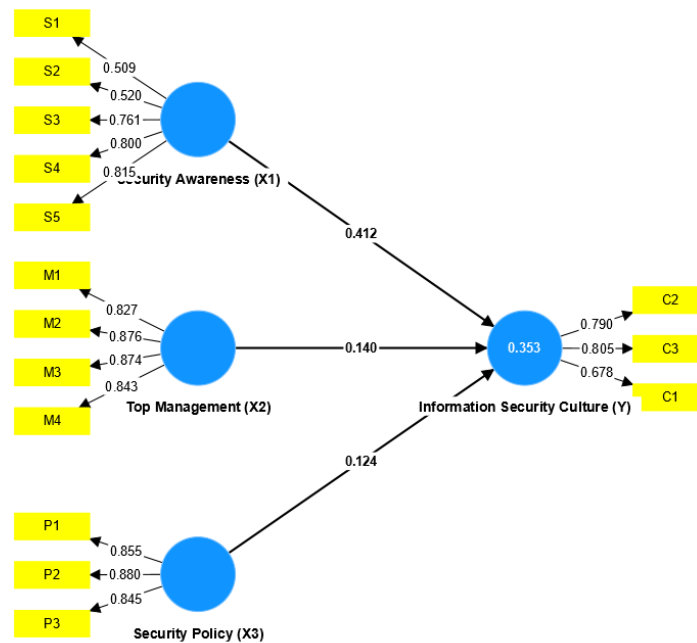 S1
0.509
S2
0.520
S3
0.761
S4
0.800
S5
0.815
Security Awareness (X1)
0.412
M1
0.827
M2
0.876
M3
0.874
M4
0.843
Top Management (X2)
0.140
0.353
Information Security Culture (Y)
C2
0.790
C3
0.805
C1
0.678
0.124
P1
0.855
P2
0.880
P3
0.845
Security Policy (X3)